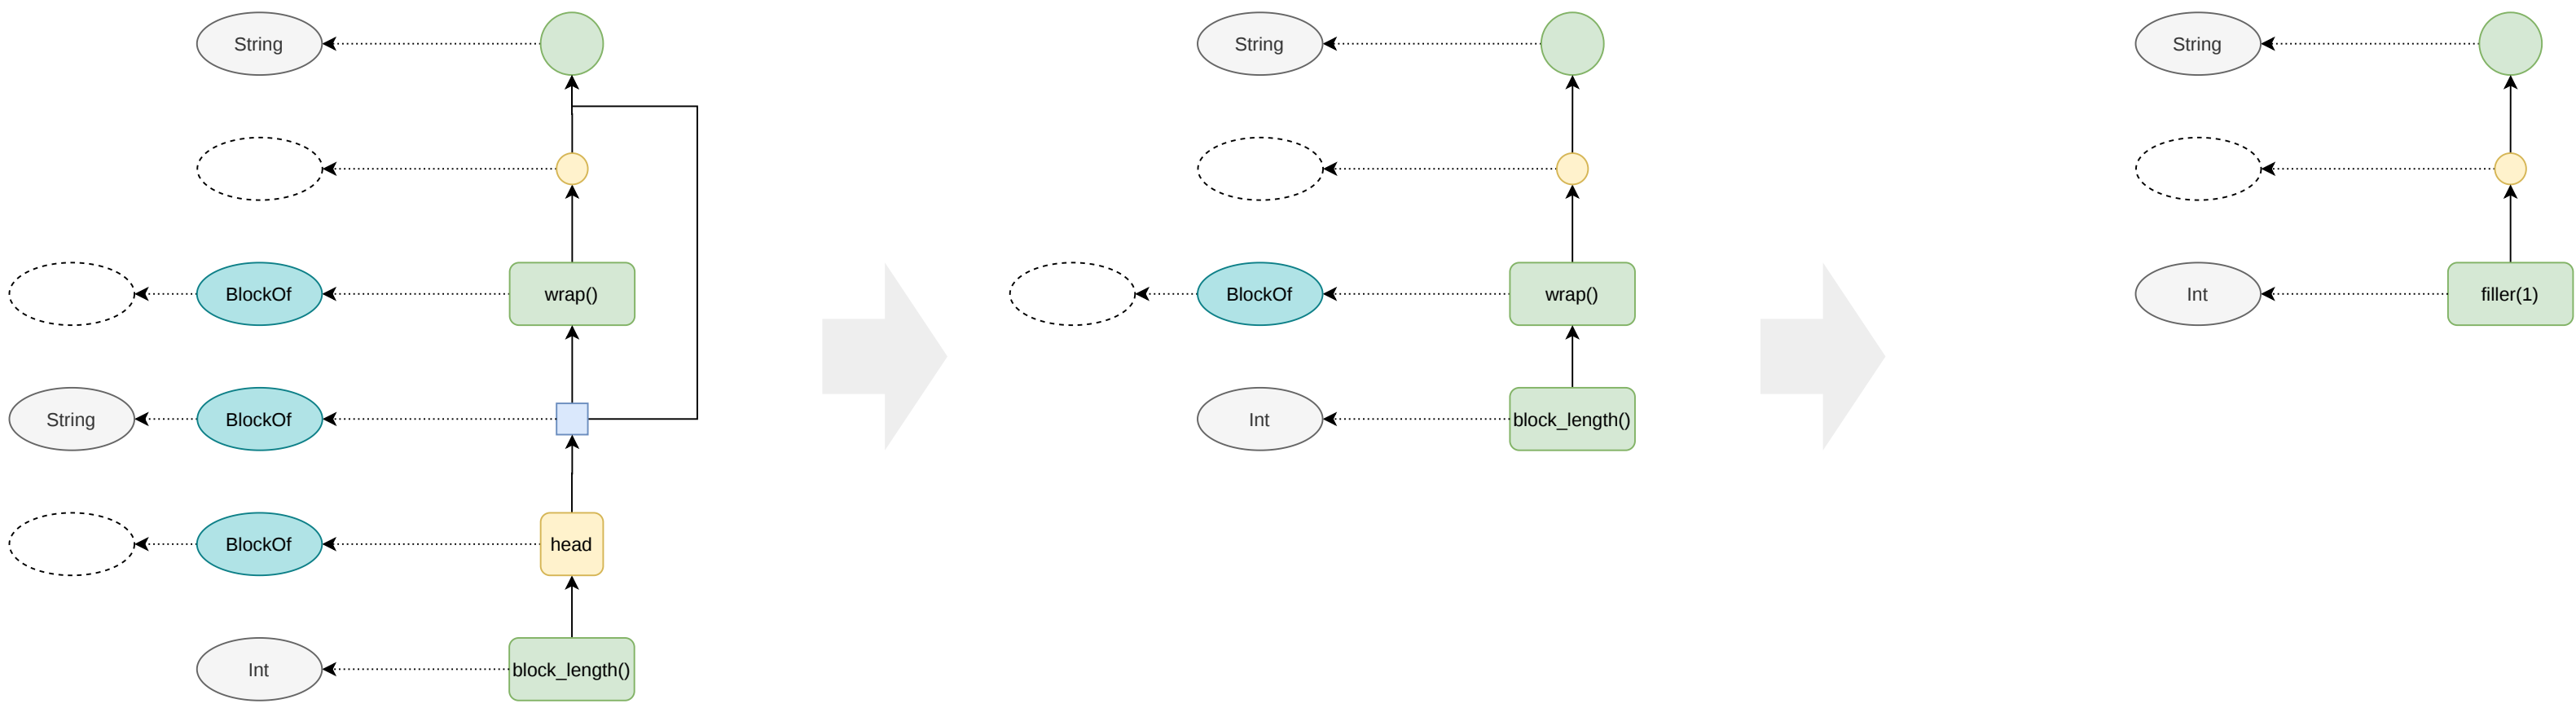 String
String
String
BlockOf
wrap()
BlockOf
wrap()
Int
filler(1)
String
BlockOf
Int
block_length()
BlockOf
head
Int
block_length()